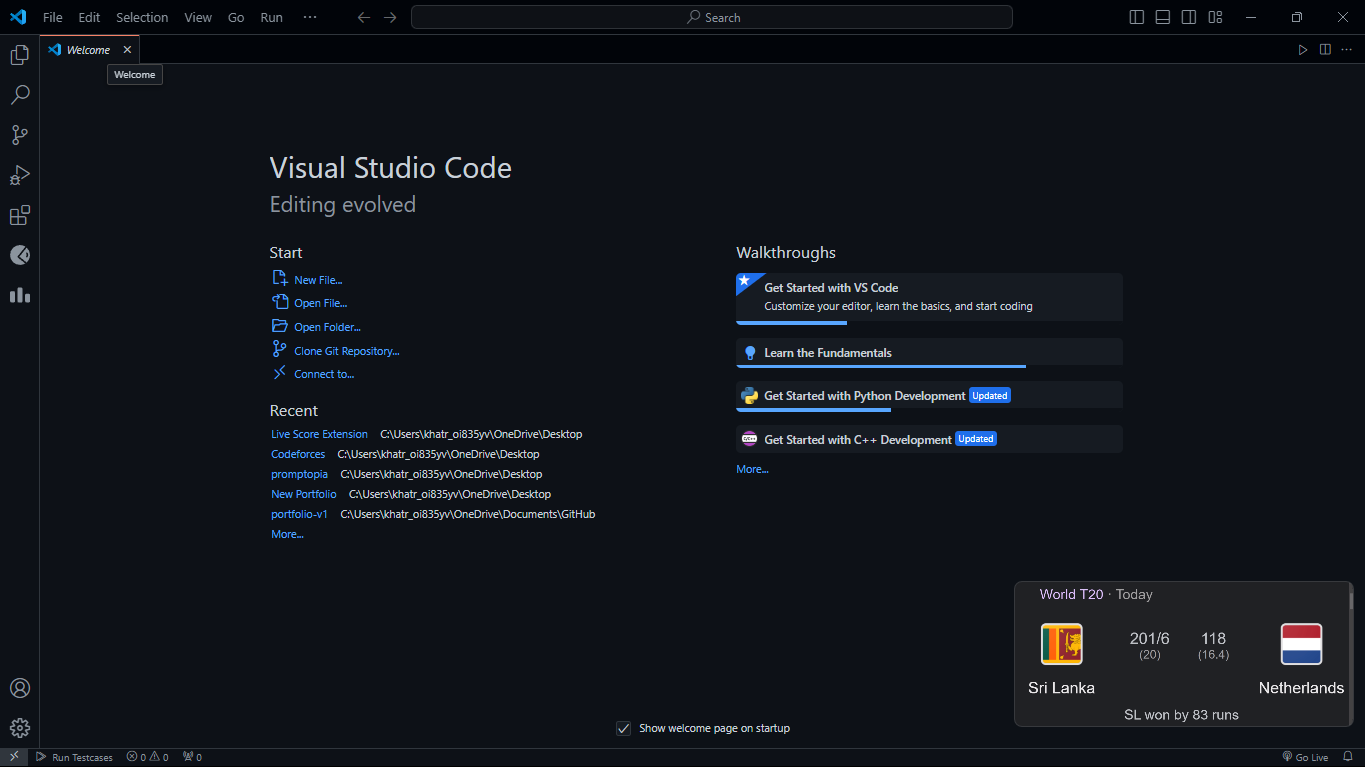 File Edit Selection View Go Run ··· Search
Welcome
Welcome
Visual Studio Code
Editing evolved
Start
New File...
Open File...
Open Folder...
Clone Git Repository...
Connect to...
Recent
Live Score Extension C:\Users\khatr_oi835yv\OneDrive\Desktop
Codeforces C:\Users\khatr_oi835yv\OneDrive\Desktop
promptopia C:\Users\khatr_oi835yv\OneDrive\Desktop
New Portfolio C:\Users\khatr_oi835yv\OneDrive\Desktop
portfolio-v1 C:\Users\khatr_oi835yv\OneDrive\Documents\GitHub
More...
Walkthroughs
Get Started with VS Code
Customize your editor, learn the basics, and start coding
Learn the Fundamentals
Get Started with Python Development Updated
C/C++ Get Started with C++ Development Updated
More...
World T20 · Today
201/6 118
(20) (16.4)
Sri Lanka Netherlands
SL won by 83 runs
Show welcome page on startup
Run Testcases 0 0 0 Go Live